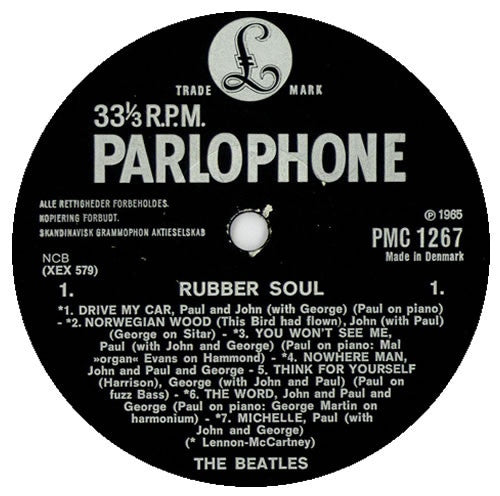 £
TRADE MARK
33⅓ R.P.M.
PARLOPHONE
ALLE RETTIGHEDER FORBEHOLDES.
KOPIERING FORBUDT.
SKANDINAVISK GRAMMOPHON AKTIESELSKAB
℗ 1965
PMC 1267
Made in Denmark
NCB
(XEX 579)
1. RUBBER SOUL 1.
*1. DRIVE MY CAR, Paul and John (with George) (Paul on piano)
- *2. NORWEGIAN WOOD (This Bird had flown), John (with Paul)
(George on Sitar) - *3. YOU WON'T SEE ME,
Paul (with John and George) (Paul on piano: Mal
»organ« Evans on Hammond) - *4. NOWHERE MAN,
John and Paul and George - 5. THINK FOR YOURSELF
(Harrison), George (with John and Paul) (Paul on
fuzz Bass) - *6. THE WORD, John and Paul and
George (Paul on piano: George Martin on
harmonium) - *7. MICHELLE, Paul (with
John and George)
(* Lennon-McCartney)
THE BEATLES